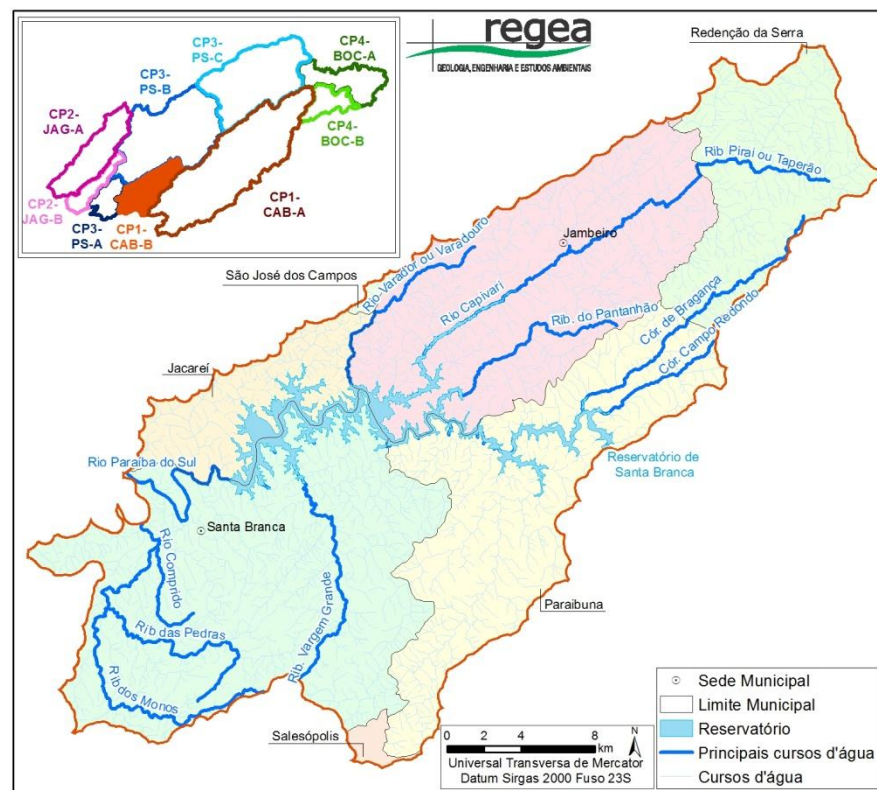 CP3-
PS-C
CP4-
BOC-A
CP3-
PS-B
CP2-
JAG-A
CP4-
BOC-B
CP1-
CAB-A
CP2-
JAG-B
CP3-
PS-A
CP1-
CAB-B
regea
GEOLOGIA, ENGENHARIA E ESTUDOS AMBIENTAIS
Redenção da Serra
Rib. Pirai ou Taperão
Jambeiro
Rio Varador ou Varadouro
São José dos Campos
Rio Capivari
Rib. do Pantanhão
Cór. de Bragança
Cór. Campo Redondo
Jacareí
Reservatório de
Santa Branca
Rio Paraiba do Sul
Santa Branca
Rio Comprido
Rib. Vargem Grande
Rib das Pedras
Rib dos Monos
Paraibuna
Salesópolis
0 2 4 8
km
N
Universal Transversa de Mercator
Datum Sirgas 2000 Fuso 23S
Sede Municipal
Limite Municipal
Reservatório
Principais cursos d'água
Cursos d'água